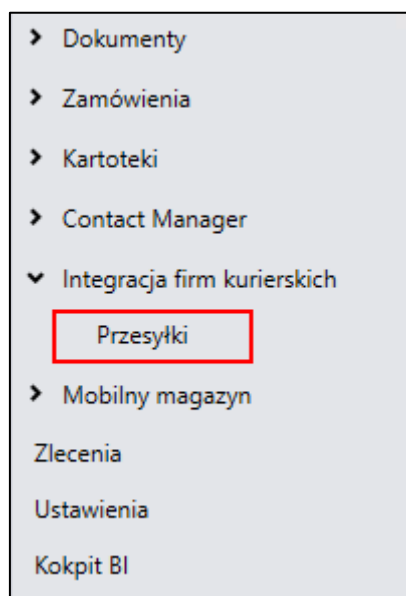 Dokumenty
Zamówienia
Kartoteki
Contact Manager
Integracja firm kurierskich
Przesyłki
Mobilny magazyn
Zlecenia
Ustawienia
Kokpit BI